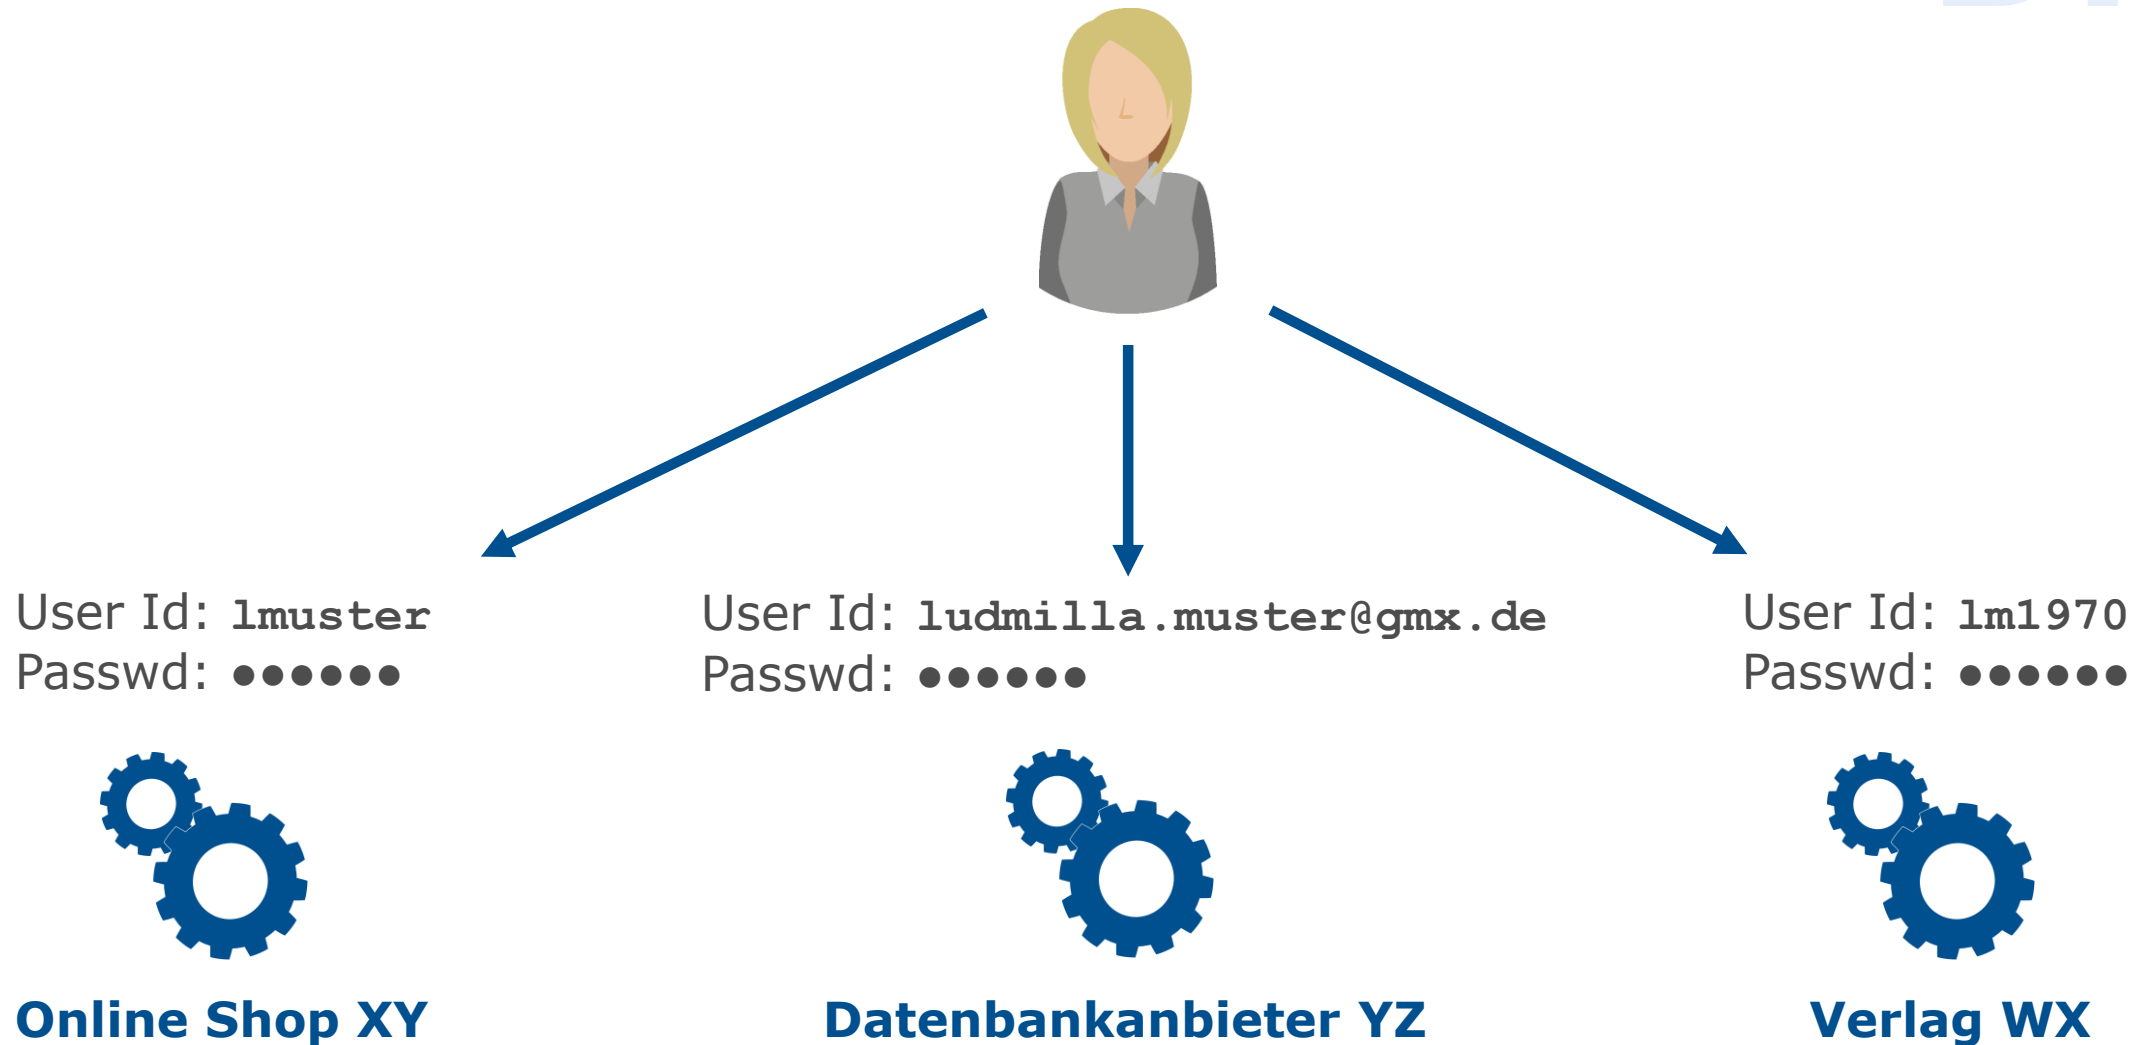 User Id: lmuster
Passwd: ●●●●●●
User Id: ludmilla.muster@gmx.de
Passwd: ●●●●●●
User Id: lm1970
Passwd: ●●●●●●
Online Shop XY
Datenbankanbieter YZ
Verlag WX